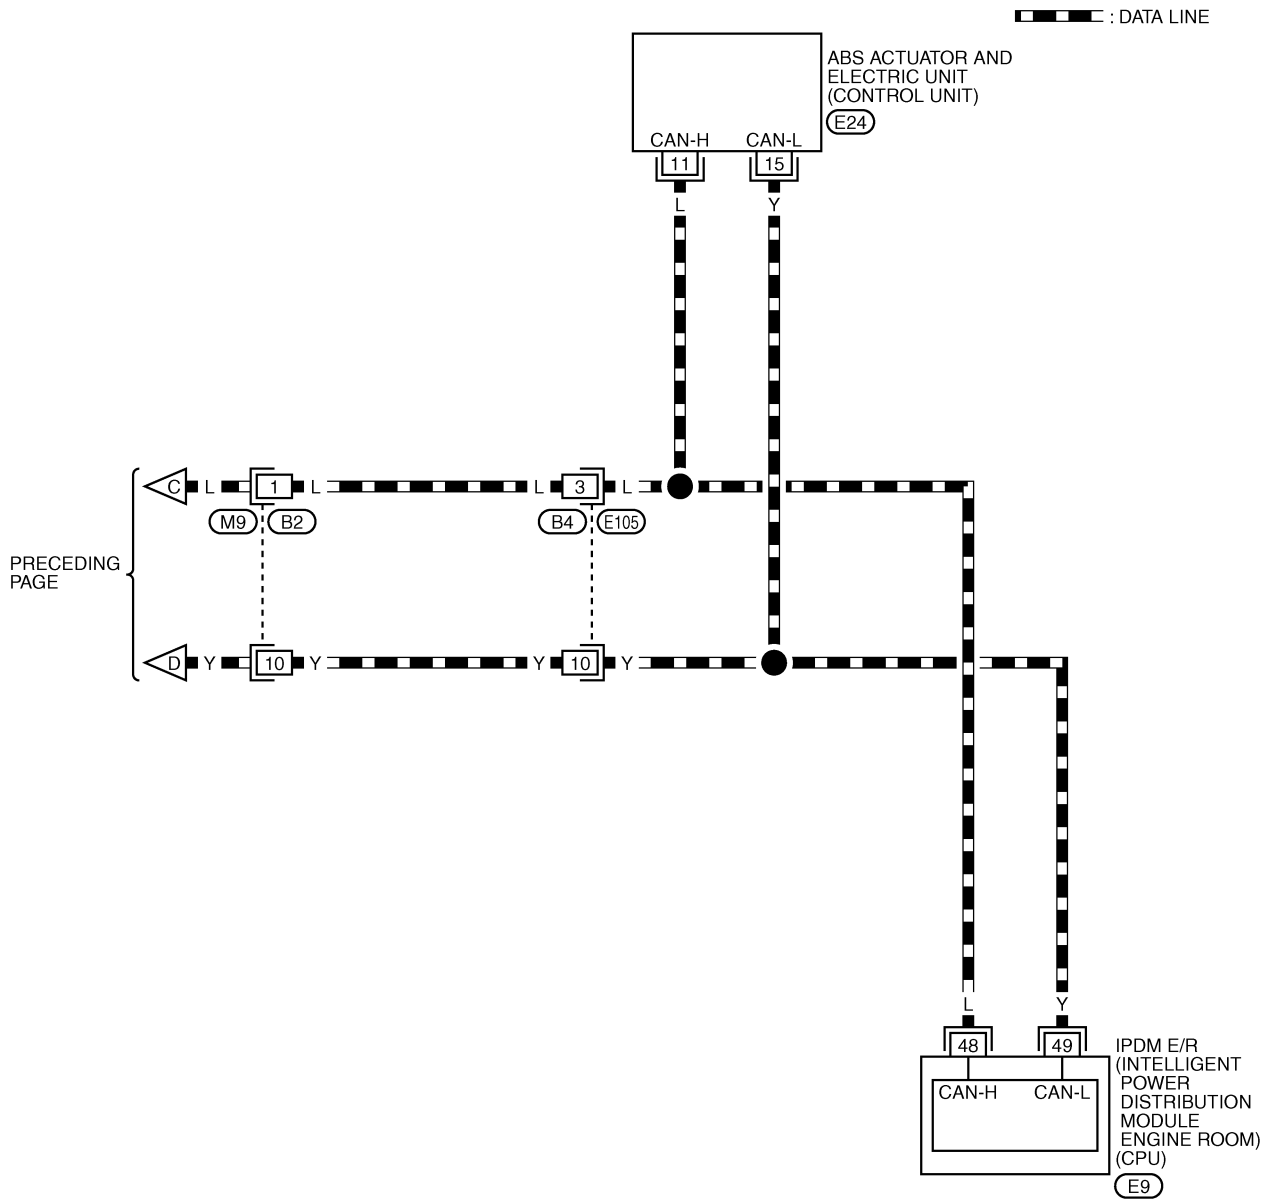 : DATA LINE
ABS ACTUATOR AND
ELECTRIC UNIT
(CONTROL UNIT)
E24
CAN-H CAN-L
11 15
L Y
C L 1 L L 3 L
M9 B2 B4 E105
PRECEDING
PAGE
D Y 10 Y Y 10 Y
L Y
48 49
CAN-H CAN-L
IPDM E/R
(INTELLIGENT
POWER
DISTRIBUTION
MODULE
ENGINE ROOM)
(CPU)
E9